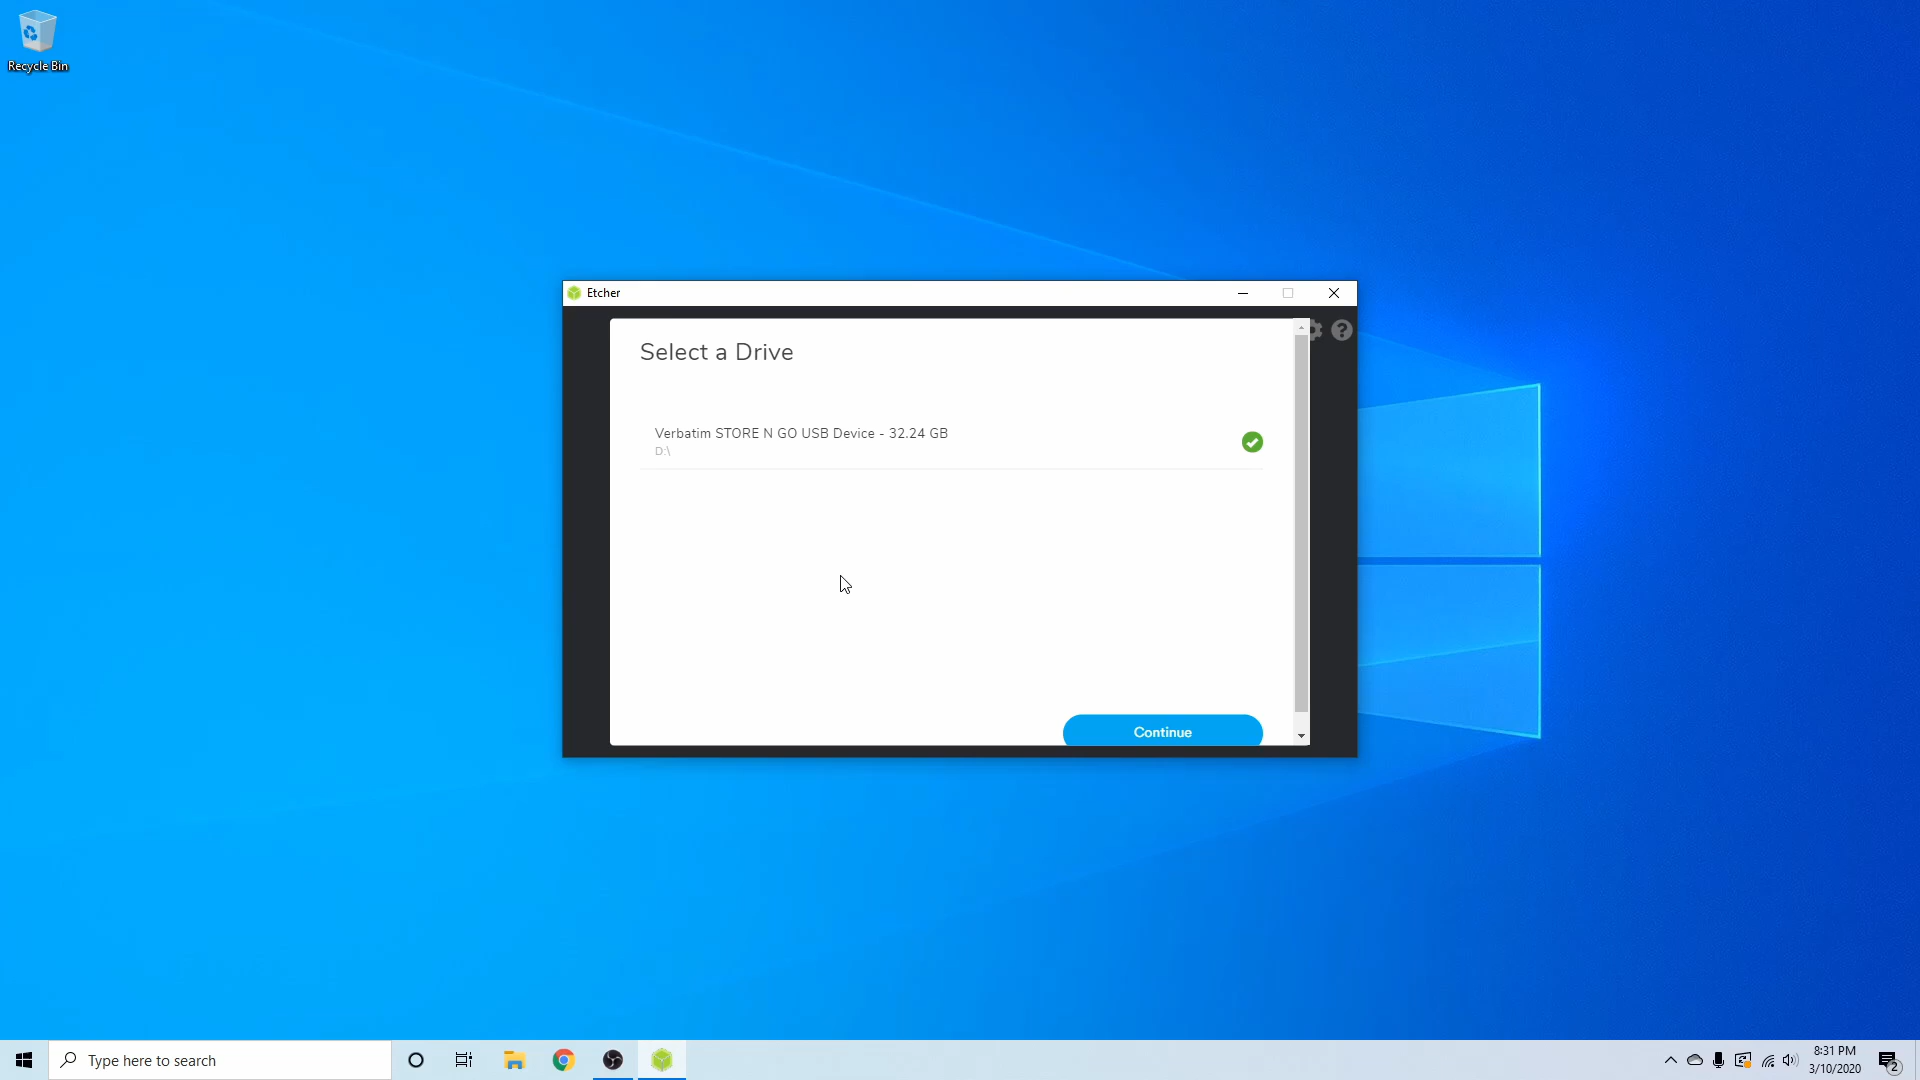 Recycle Bin
Etcher
Select a Drive
Verbatim STORE N GO USB Device - 32.24 GB
D:\
Continue
Type here to search
8:31 PM
3/10/2020
2